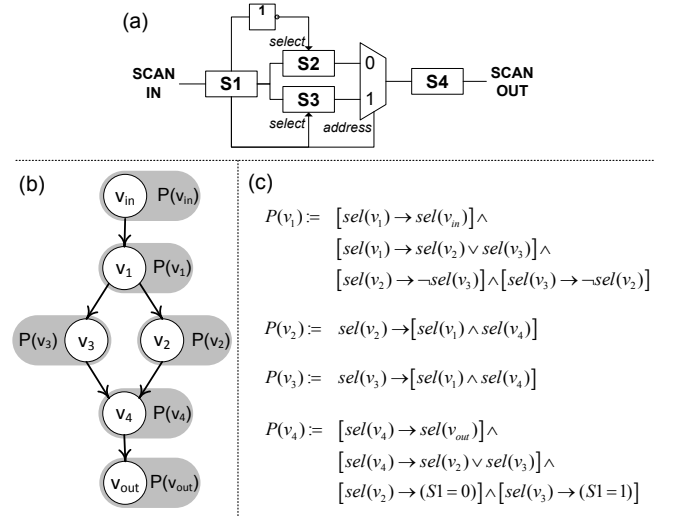 (a)
1
select
SCAN IN
S1
S2
0
S3
1
select
address
S4
SCAN OUT
(b)
v_in P(v_in)
v_1 P(v_1)
P(v_3) v_3 v_2 P(v_2)
v_4 P(v_4)
v_out P(v_out)
(c)
P(v_1) := [sel(v_1) → sel(v_in)] ∧
[sel(v_1) → sel(v_2) ∨ sel(v_3)] ∧
[sel(v_2) → ¬sel(v_3)] ∧ [sel(v_3) → ¬sel(v_2)]
P(v_2) := sel(v_2) → [sel(v_1) ∧ sel(v_4)]
P(v_3) := sel(v_3) → [sel(v_1) ∧ sel(v_4)]
P(v_4) := [sel(v_4) → sel(v_out)] ∧
[sel(v_4) → sel(v_2) ∨ sel(v_3)] ∧
[sel(v_2) → (S1=0)] ∧ [sel(v_3) → (S1=1)]